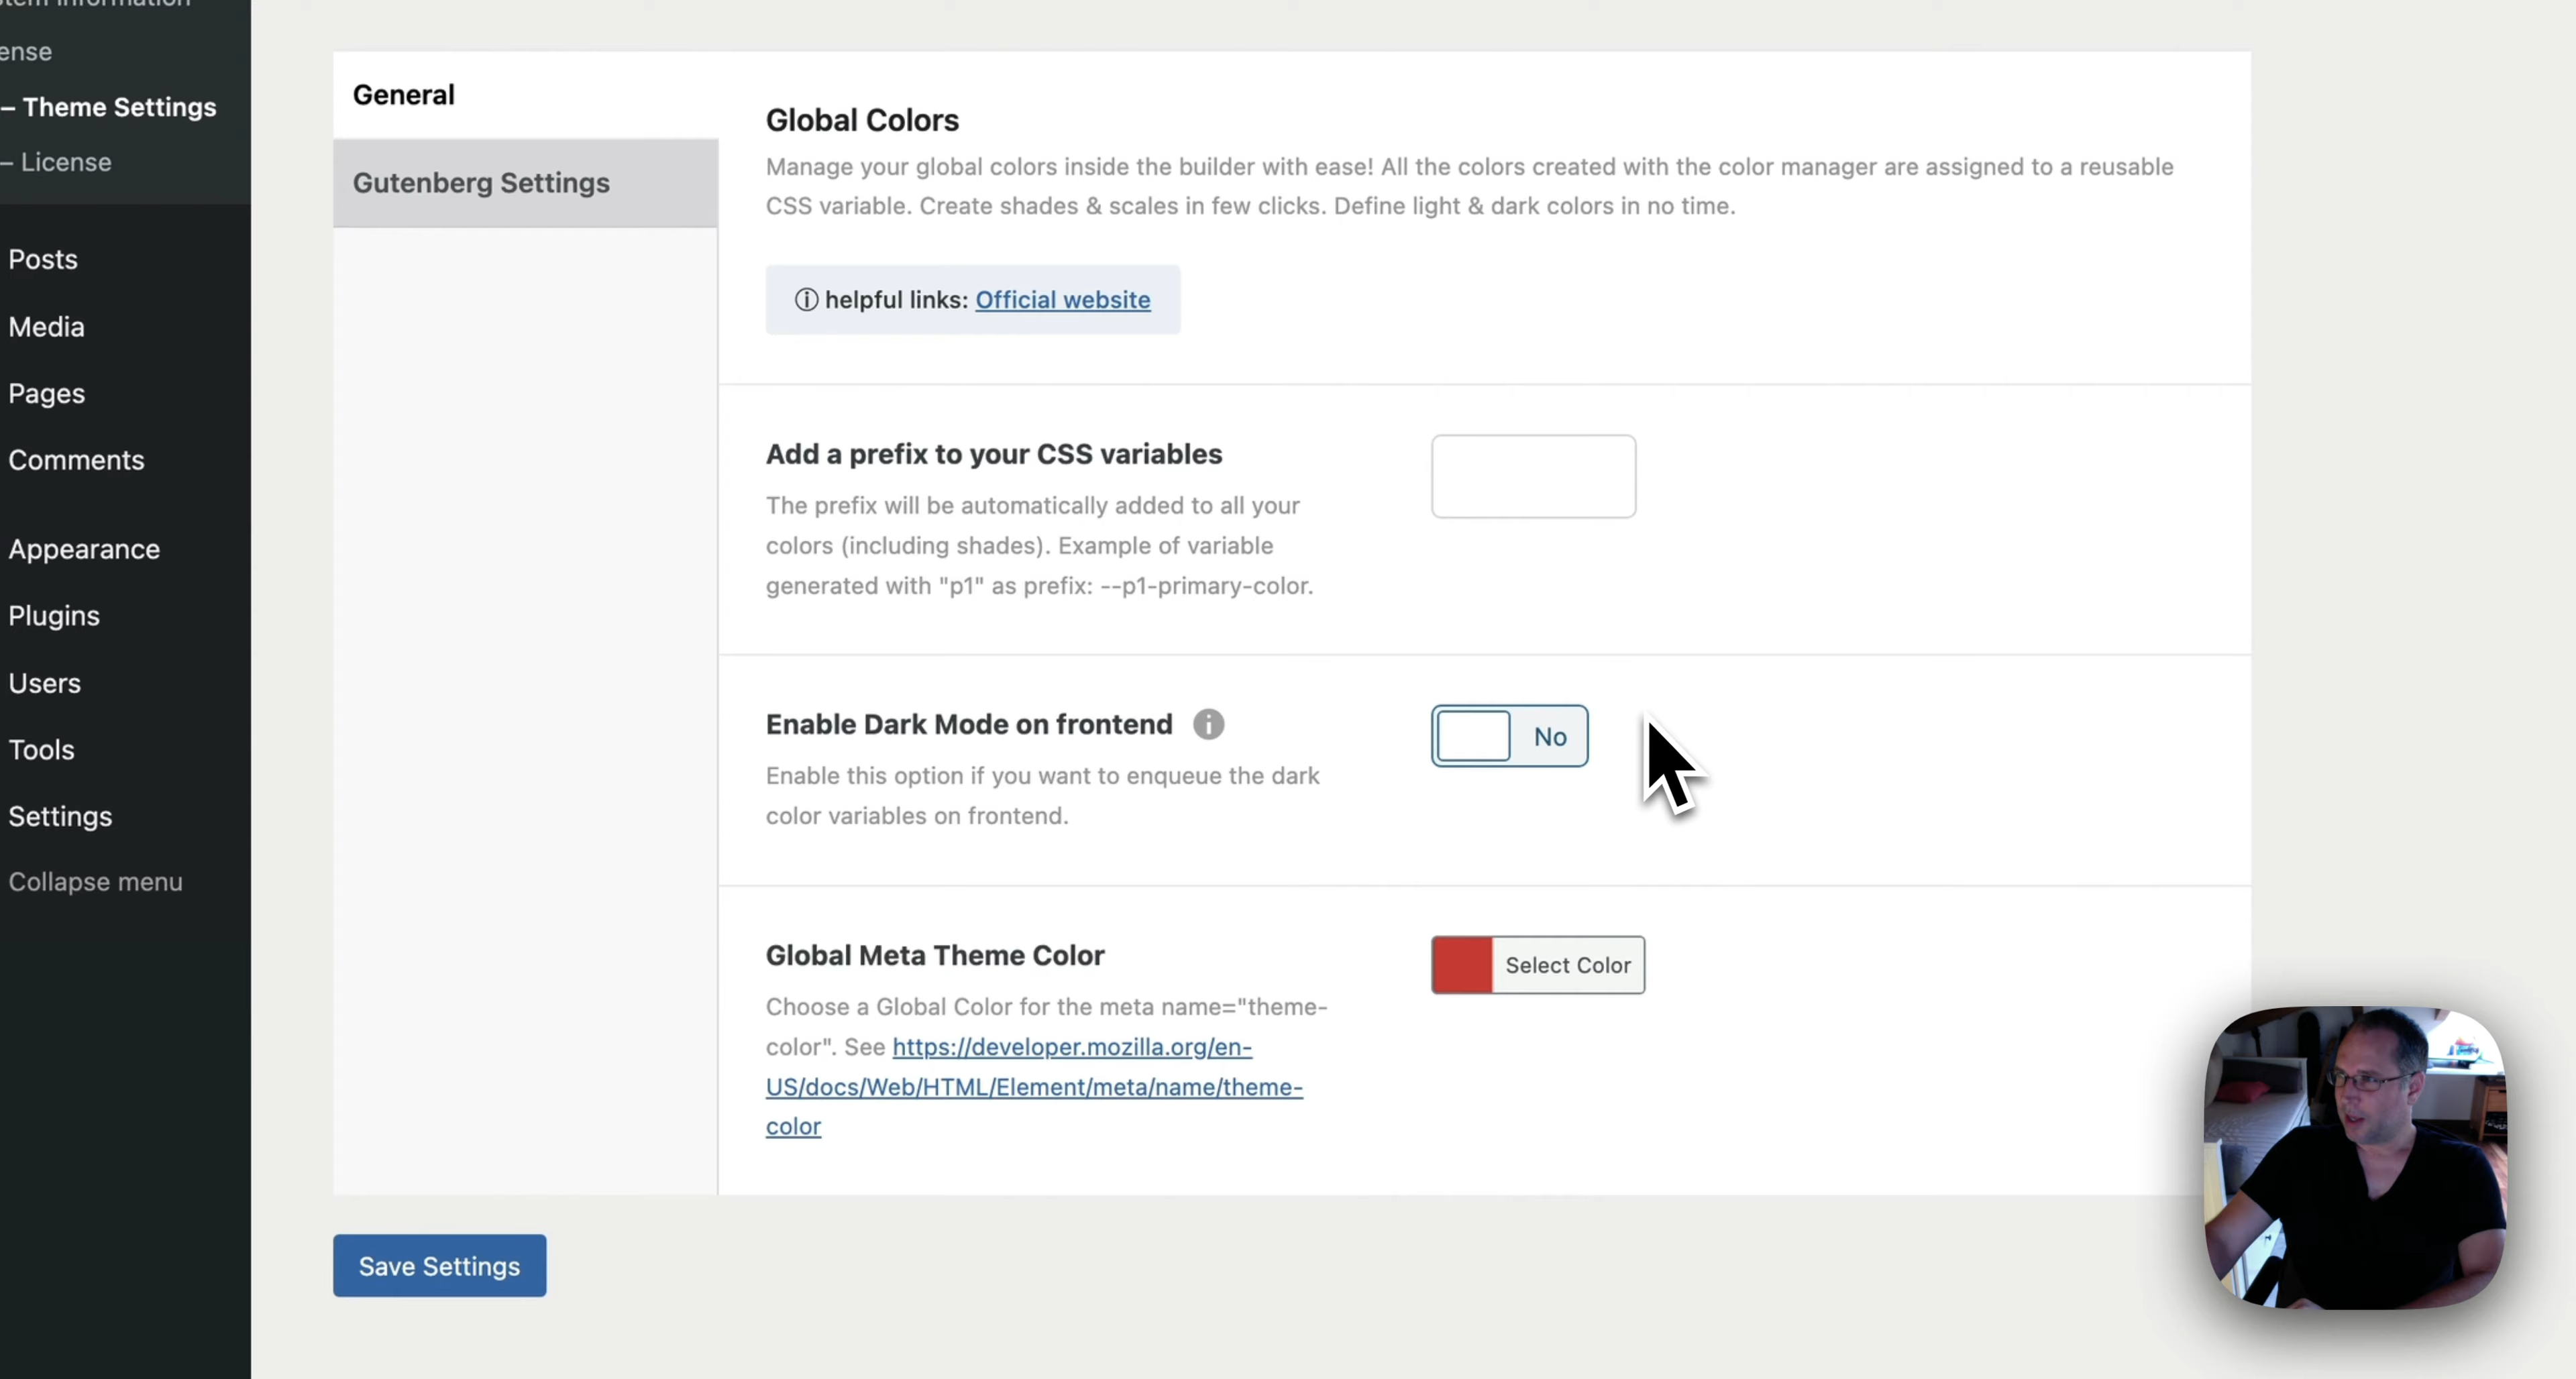 ense
– Theme Settings
– License
Posts
Media
Pages
Comments
Appearance
Plugins
Users
Tools
Settings
Collapse menu
General
Gutenberg Settings
Global Colors
Manage your global colors inside the builder with ease! All the colors created with the color manager are assigned to a reusable
CSS variable. Create shades & scales in few clicks. Define light & dark colors in no time.
helpful links: Official website
Add a prefix to your CSS variables
The prefix will be automatically added to all your
colors (including shades). Example of variable
generated with "p1" as prefix: --p1-primary-color.
Enable Dark Mode on frontend
No
Enable this option if you want to enqueue the dark
color variables on frontend.
Global Meta Theme Color
Select Color
Choose a Global Color for the meta name="theme-
color". See https://developer.mozilla.org/en-
US/docs/Web/HTML/Element/meta/name/theme-
color
Save Settings